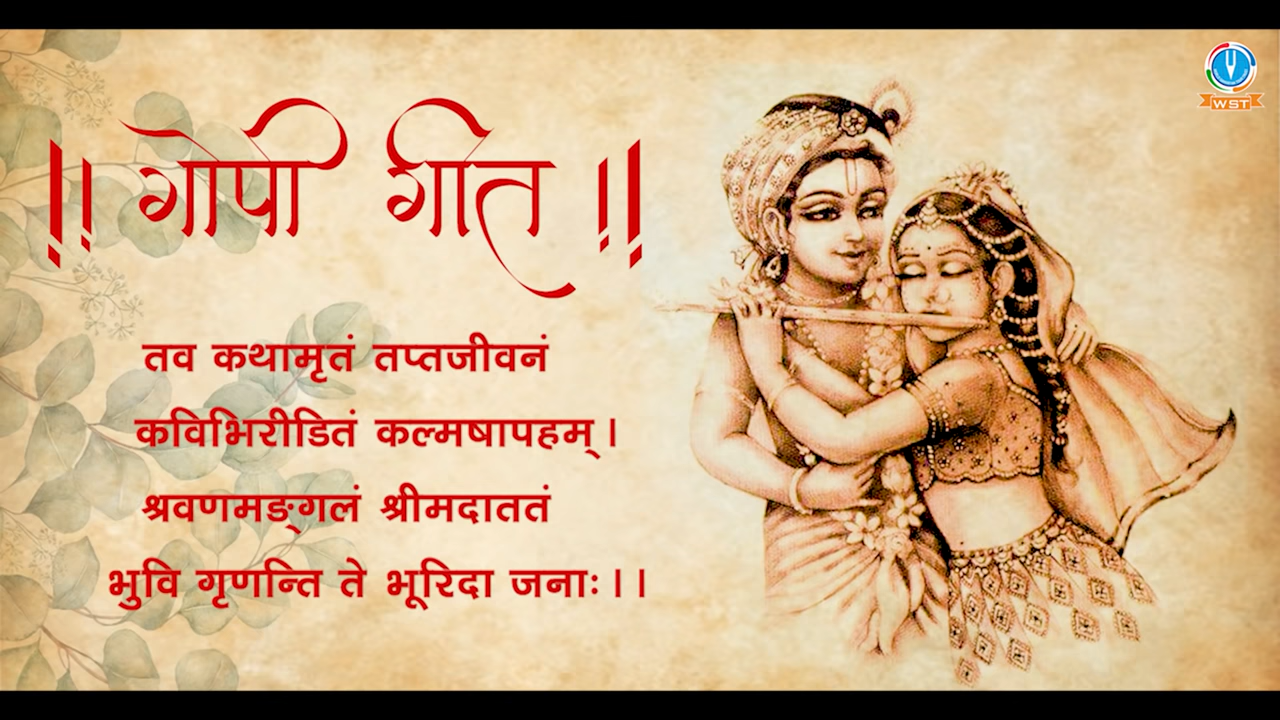 || गोपी गीत ||
तव कथामृतं तप्तजीवनं
कविभिरीडितं कल्मषापहम् ।
श्रवणमङ्गलं श्रीमदाततं
भुवि गृणन्ति ते भूरिदा जनाः । ।
WST